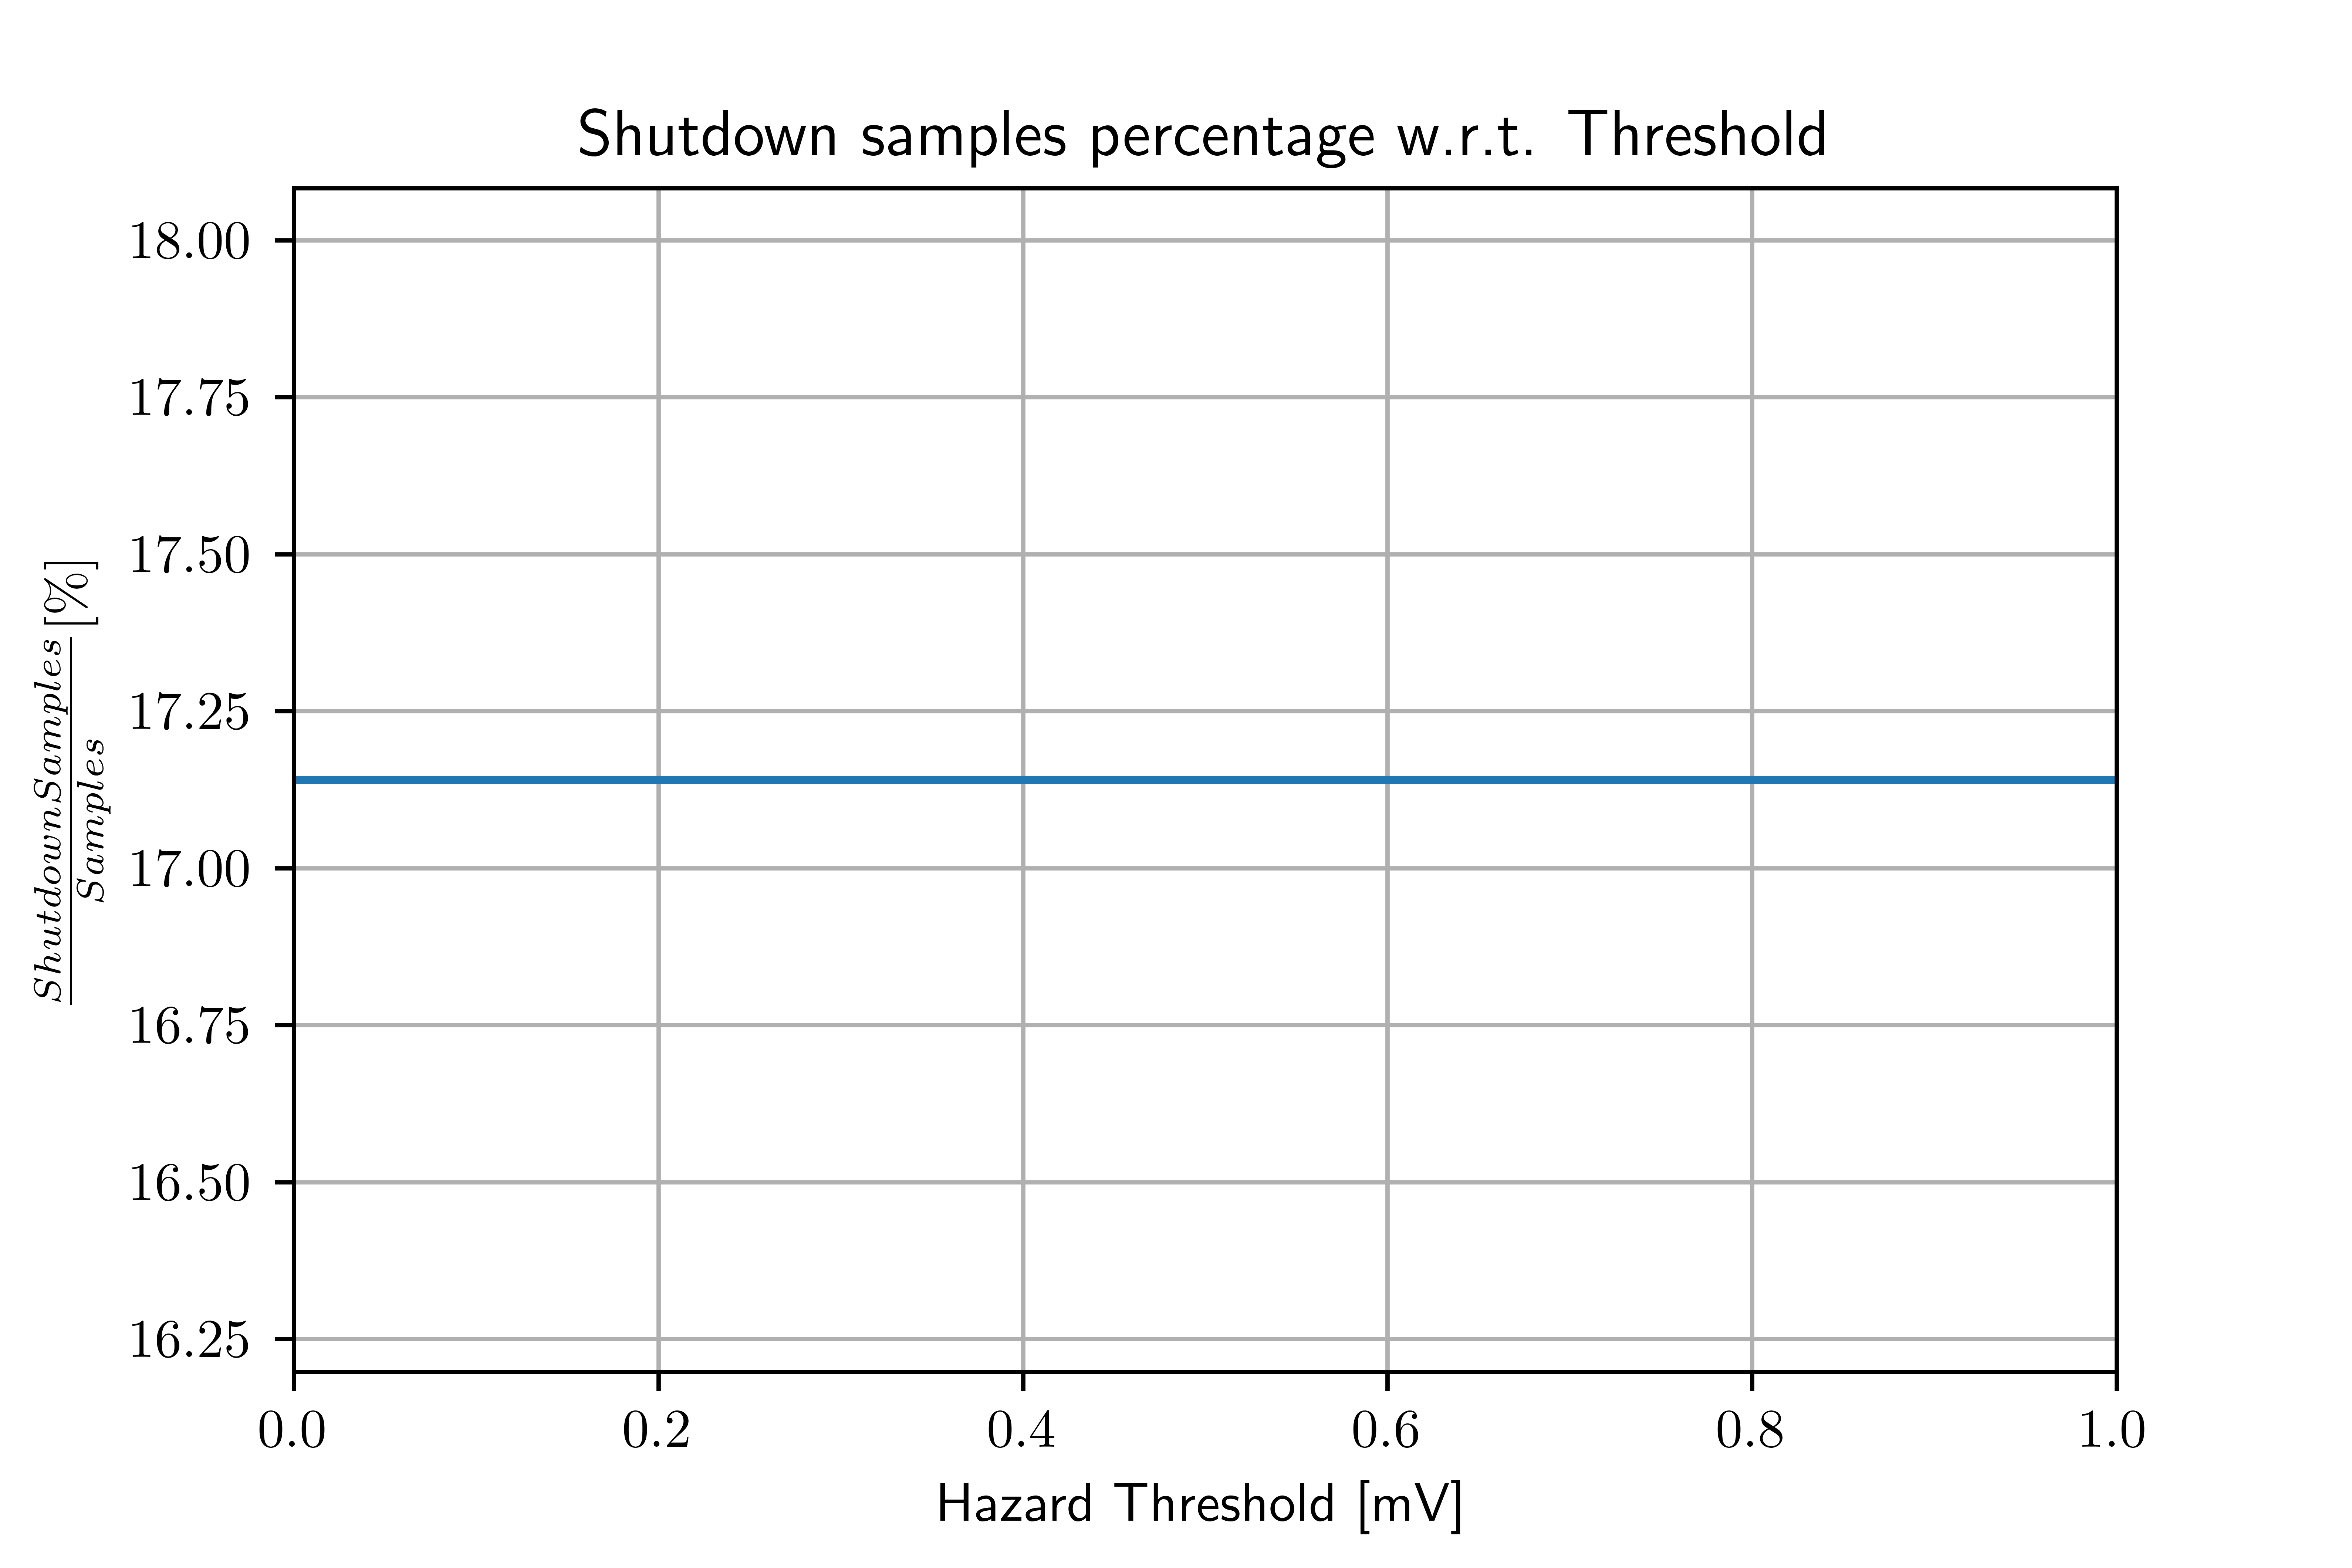 Shutdown samples percentage w.r.t. Threshold
18.00
17.75
17.50
17.25
17.00
16.75
16.50
16.25
ShutdownSamples
Samples
[%]
0.0 0.2 0.4 0.6 0.8 1.0
Hazard Threshold [mV]